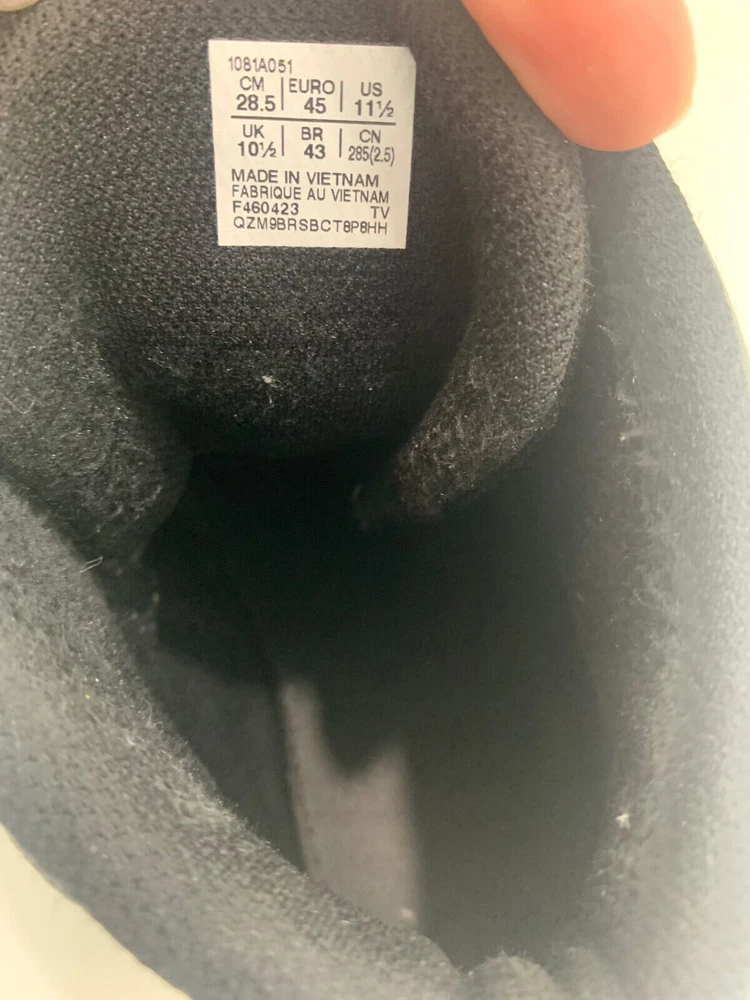 1081A051
CM EURO US
28.5 45 11½
UK BR CN
10½ 43 285(2.5)
MADE IN VIETNAM
FABRIQUE AU VIETNAM
F460423 TV
QZM9BRSBCT8P8HH